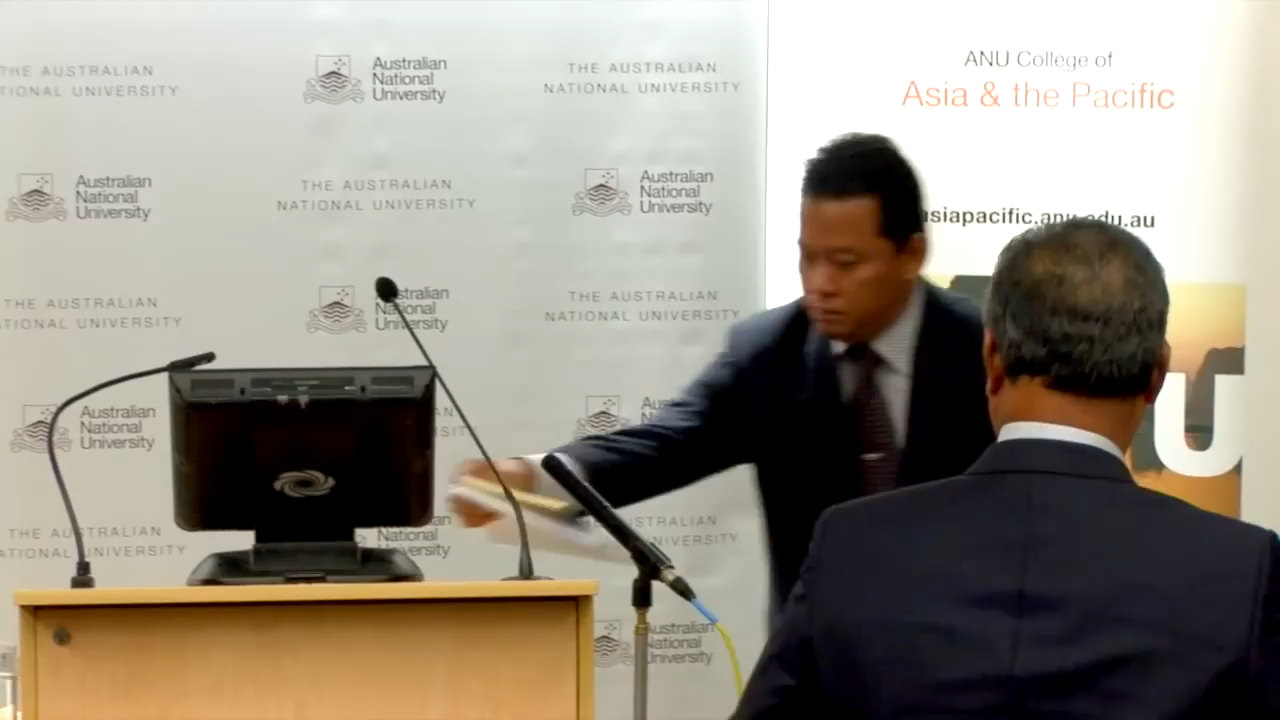 THE AUSTRALIAN
NATIONAL UNIVERSITY
Australian
National
University
THE AUSTRALIAN
NATIONAL UNIVERSITY
ANU College of
Asia & the Pacific
Australian
National
University
THE AUSTRALIAN
NATIONAL UNIVERSITY
Australian
National
University
asiapacific.anu.edu.au
THE AUSTRALIAN
NATIONAL UNIVERSITY
Australian
National
University
THE AUSTRALIAN
NATIONAL UNIVERSITY
Australian
National
University
U
THE AUSTRALIAN
NATIONAL UNIVERSITY
National
University
Australian
National
University